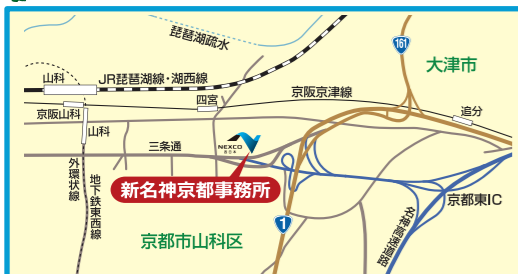 琵琶湖疏水
161
大津市
山科
JR琵琶湖線・湖西線
四宮
京阪京津線
追分
京阪山科
山科
三条通
NEXCO
西日本
外環状線
地下鉄東西線
新名神京都事務所
京都東IC
名神高速道路
1
京都市山科区